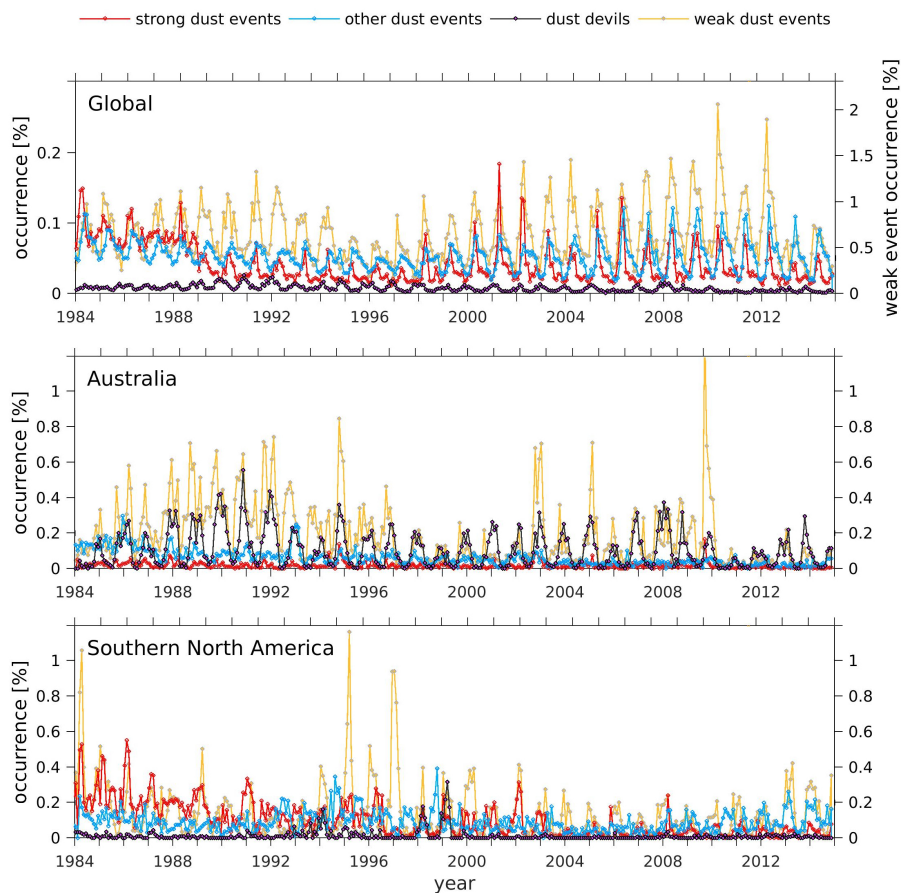 strong dust events other dust events dust devils weak dust events
Global
occurrence [%]
weak event occurrence [%]
0 0.1 0.2
0 0.5 1 1.5 2
1984 1988 1992 1996 2000 2004 2008 2012
Australia
occurrence [%]
0 0.2 0.4 0.6 0.8 1
0 0.2 0.4 0.6 0.8 1
1984 1988 1992 1996 2000 2004 2008 2012
Southern North America
occurrence [%]
0 0.2 0.4 0.6 0.8 1
0 0.2 0.4 0.6 0.8 1
1984 1988 1992 1996 2000 2004 2008 2012
year